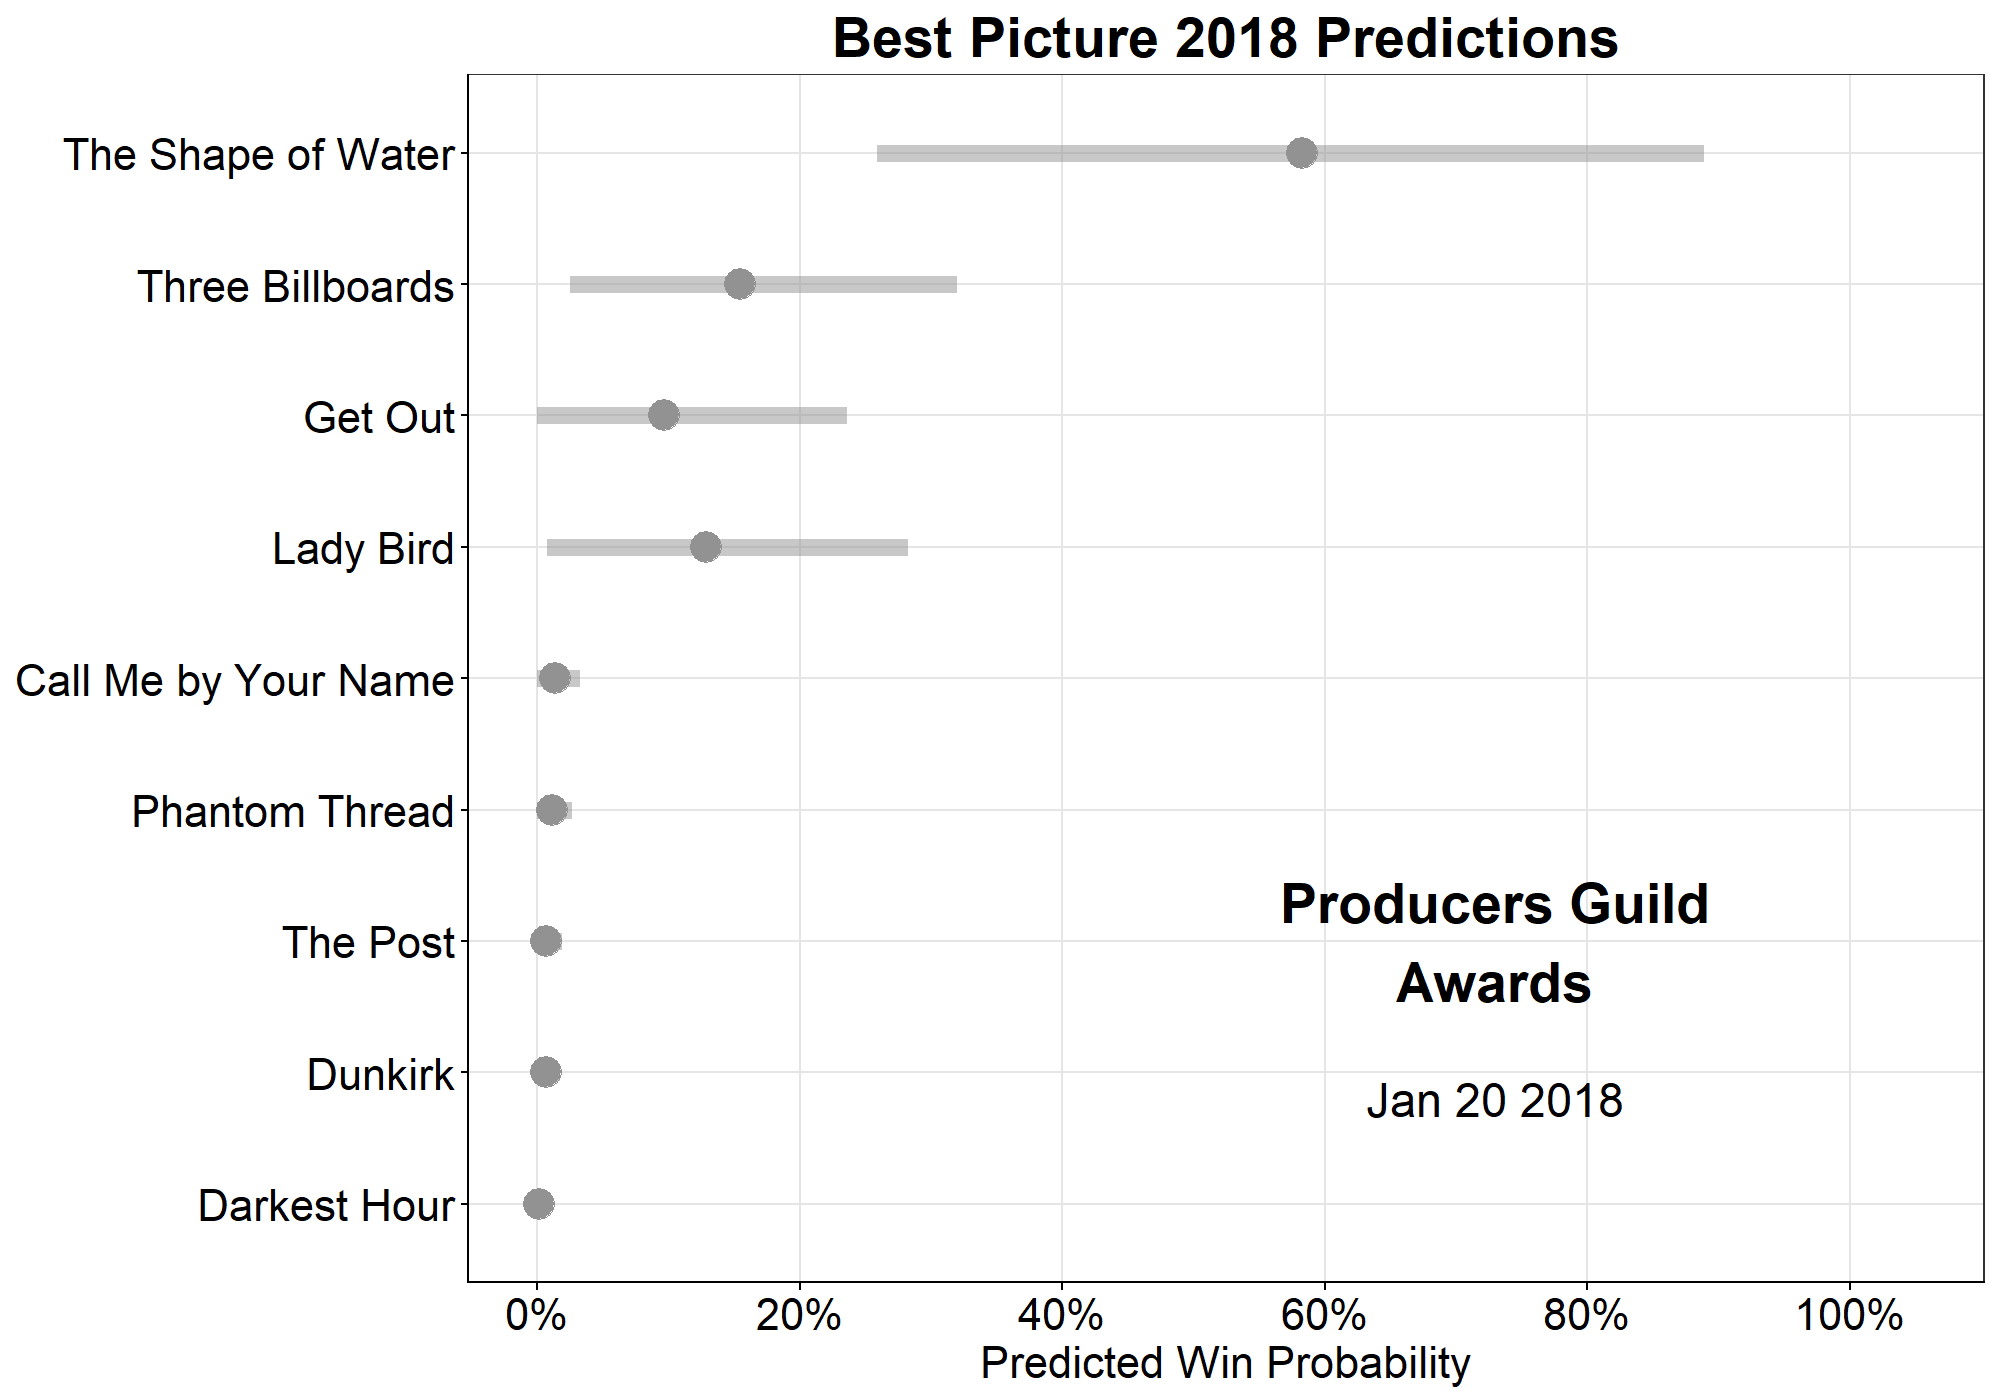 Best Picture 2018 Predictions
The Shape of Water
Three Billboards
Get Out
Lady Bird
Call Me by Your Name
Phantom Thread
The Post
Dunkirk
Darkest Hour
Producers Guild
Awards
Jan 20 2018
0% 20% 40% 60% 80% 100%
Predicted Win Probability